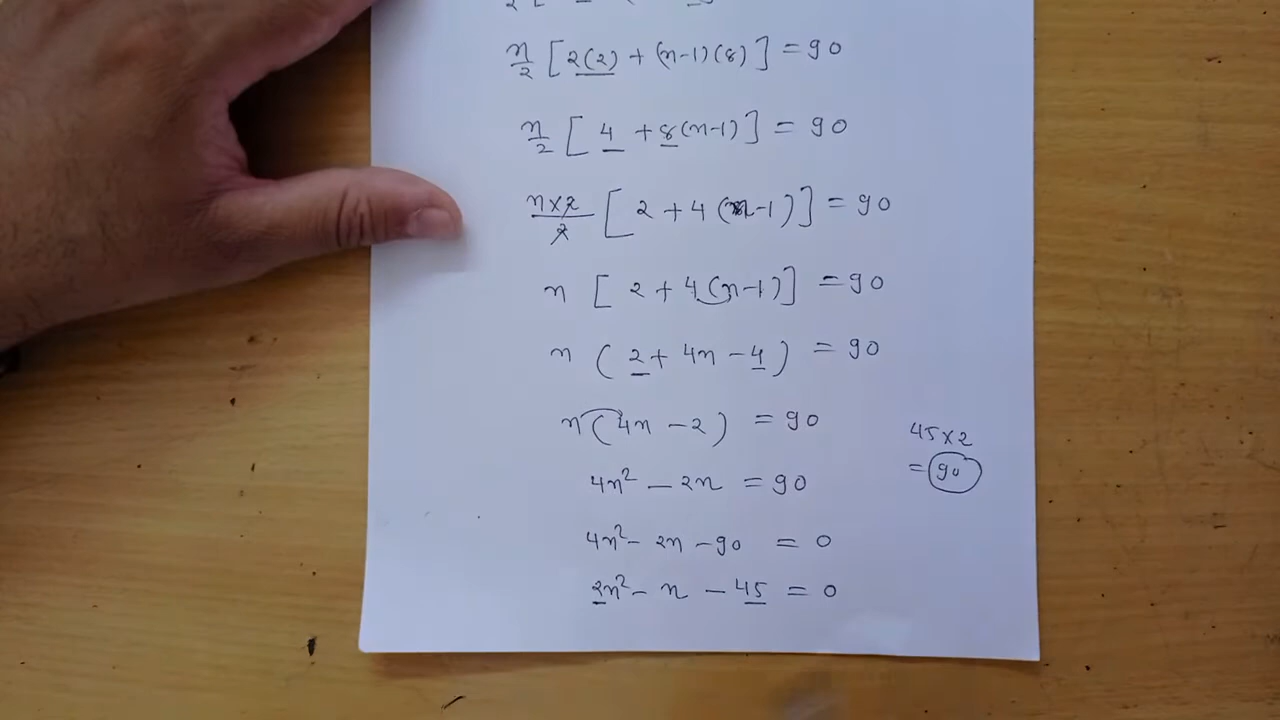 n/2 [2(2) + (n-1)(8)] = 90
n/2 [4 + 8(n-1)] = 90
n×2/2 [2 + 4(n-1)] = 90
n [2 + 4(n-1)] = 90
n (2 + 4n - 4) = 90
n(4n - 2) = 90
45×2
= 90
4n² - 2n = 90
4n² - 2n - 90 = 0
2n² - n - 45 = 0